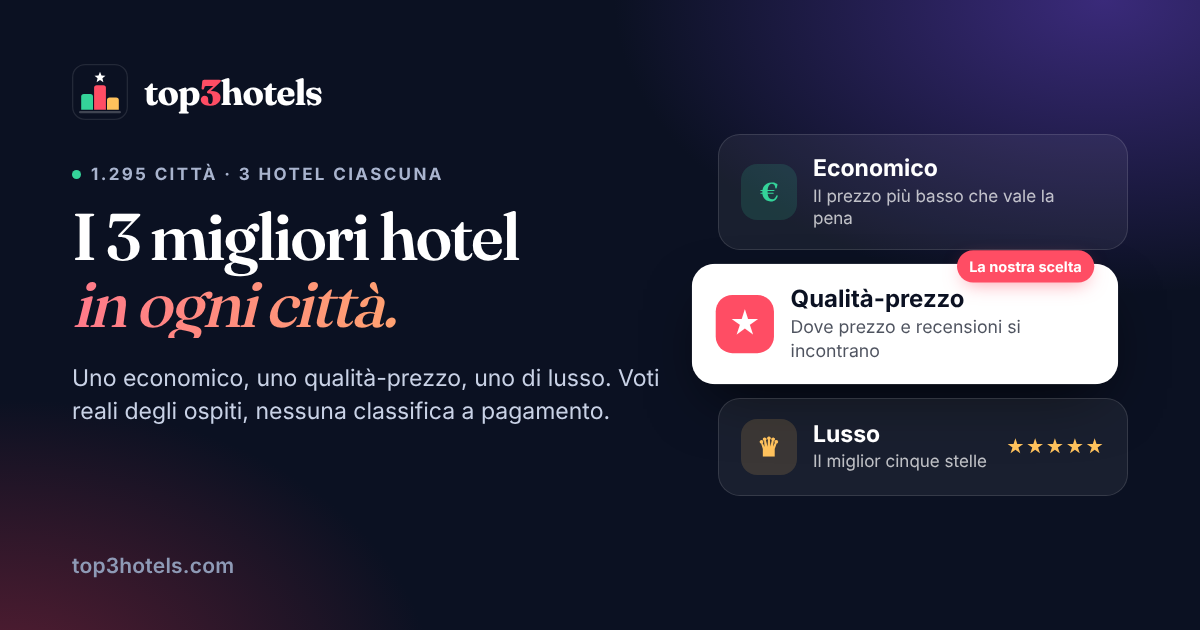 top3hotels
1.295 CITTÀ · 3 HOTEL CIASCUNA
I 3 migliori hotel
in ogni città.
Uno economico, uno qualità-prezzo, uno di lusso. Voti
reali degli ospiti, nessuna classifica a pagamento.
top3hotels.com
€
Economico
Il prezzo più basso che vale la
pena
La nostra scelta
★
Qualità-prezzo
Dove prezzo e recensioni si
incontrano
♛
Lusso
Il miglior cinque stelle
★★★★★